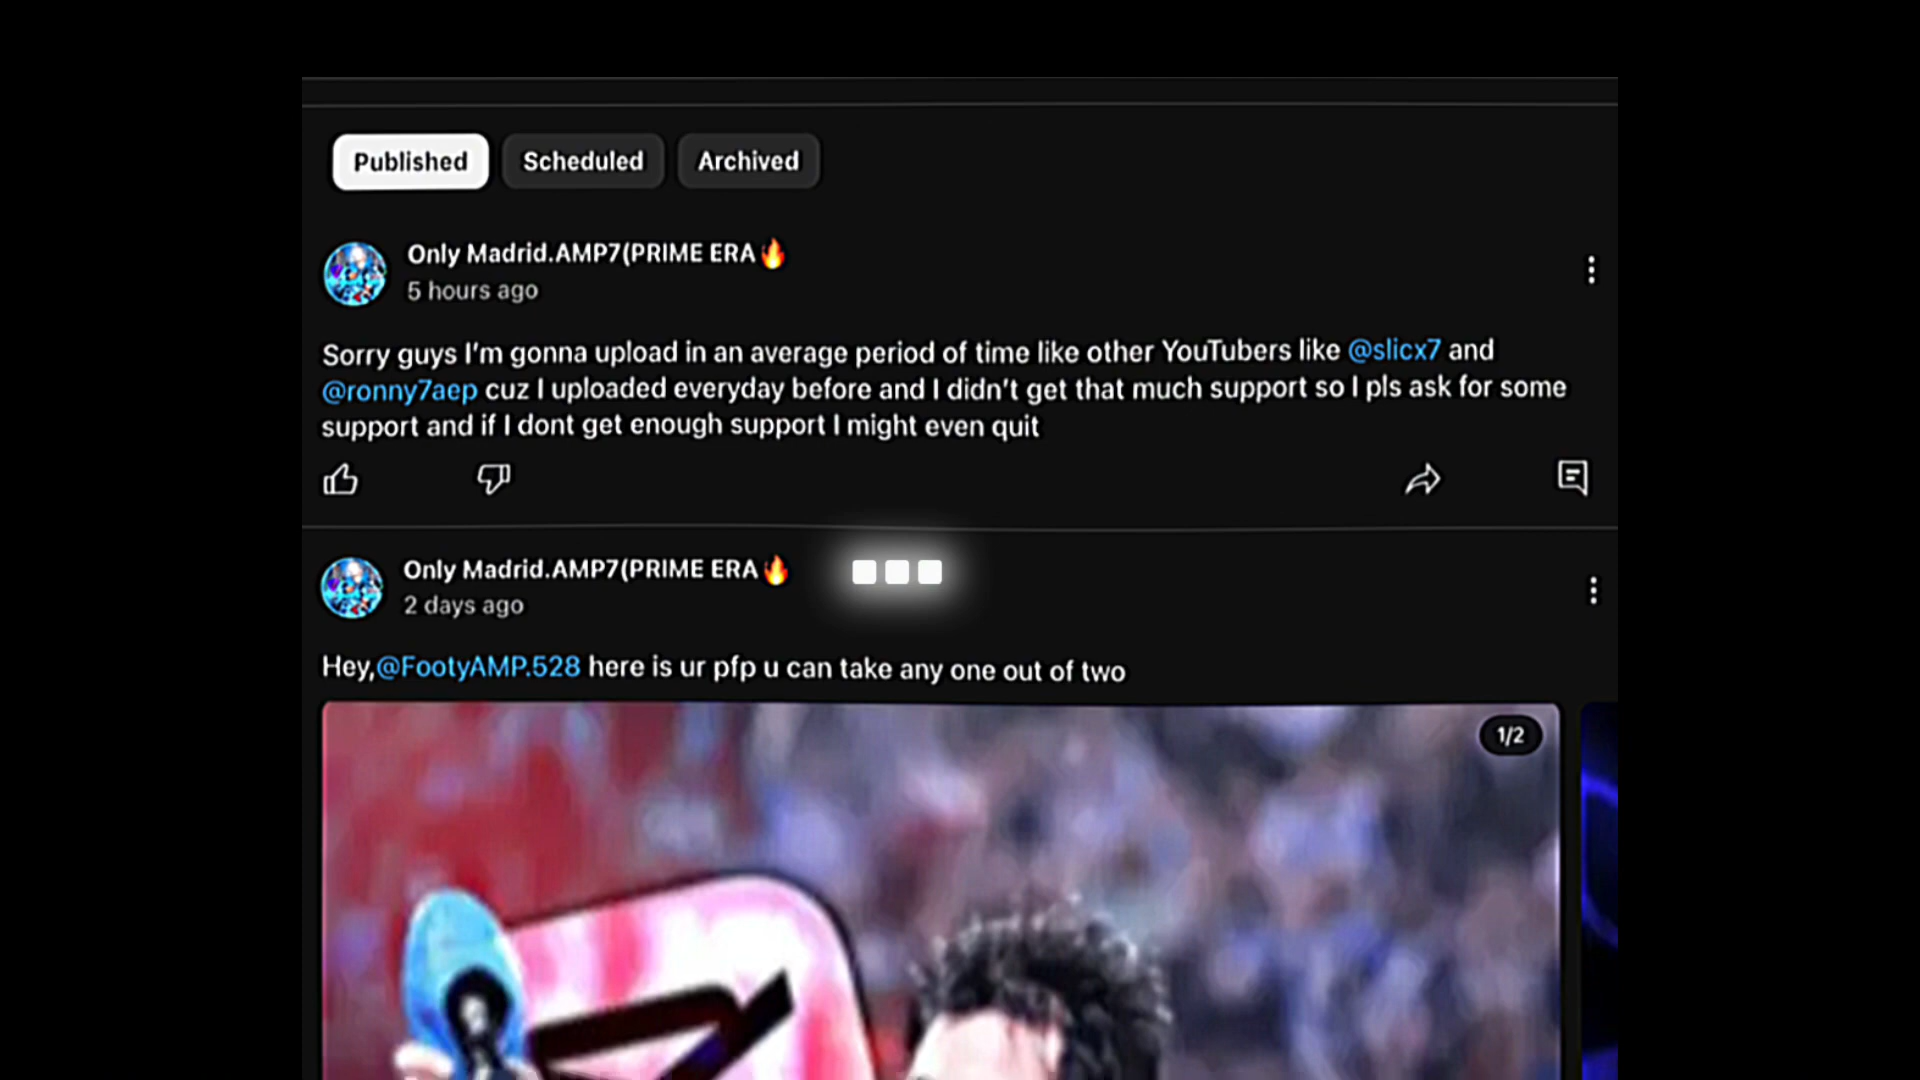 Published Scheduled Archived
Only Madrid.AMP7(PRIME ERA🔥
5 hours ago
Sorry guys I'm gonna upload in an average period of time like other YouTubers like @slicx7 and
@ronny7aep cuz I uploaded everyday before and I didn't get that much support so I pls ask for some
support and if I dont get enough support I might even quit
Only Madrid.AMP7(PRIME ERA🔥
2 days ago
Hey,@FootyAMP.528 here is ur pfp u can take any one out of two
1/2